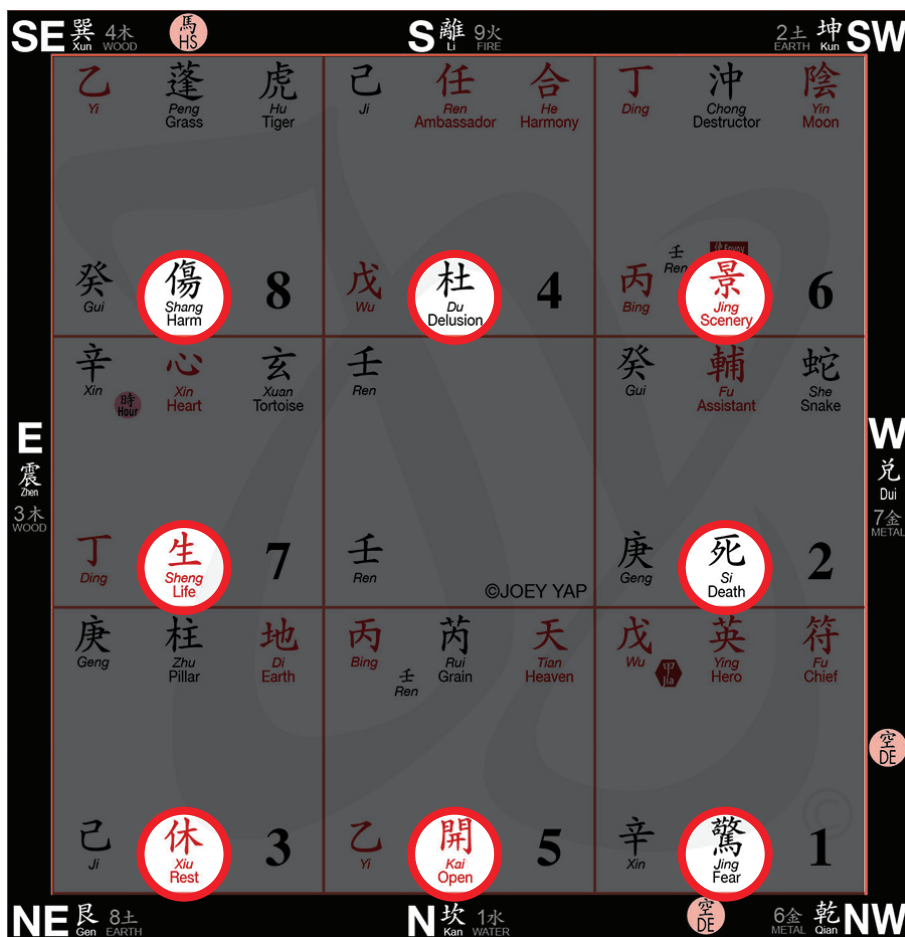 SE 巽 Xun 4木 WOOD 馬 HS S 離 Li 9火 FIRE 2土 EARTH 坤 Kun SW
乙 蓬 虎 己 任 合 丁 沖 陰
Yi Peng Hu Ji Ren He Ding Chong Yin
Grass Tiger Ambassador Harmony Destructor Moon
壬 Ren 使 Envoy
癸 傷 8 戊 杜 4 丙 景 6
Gui Shang Wu Du Bing Jing
Harm Delusion Scenery
辛 心 玄 壬 癸 輔 蛇
Xin Xin Xuan Ren Gui Fu She
時 Hour Heart Tortoise Assistant Snake
E 震 Zhen 3木 WOOD
W 兌 Dui 7金 METAL
丁 生 7 壬 庚 死 2
Ding Sheng Ren Geng Si
Life ©JOEY YAP Death
庚 柱 地 丙 芮 天 戊 英 符
Geng Zhu Di Bing Rui Tian Wu Ying Fu
Pillar Earth 壬 Ren Grain Heaven 甲 Jia Hero Chief
空 DE
己 休 3 乙 開 5 辛 驚 1
Ji Xiu Yi Kai Xin Jing
Rest Open Fear
©
NE 艮 Gen 8土 EARTH N 坎 Kan 1水 WATER 空 DE 6金 METAL 乾 Qian NW